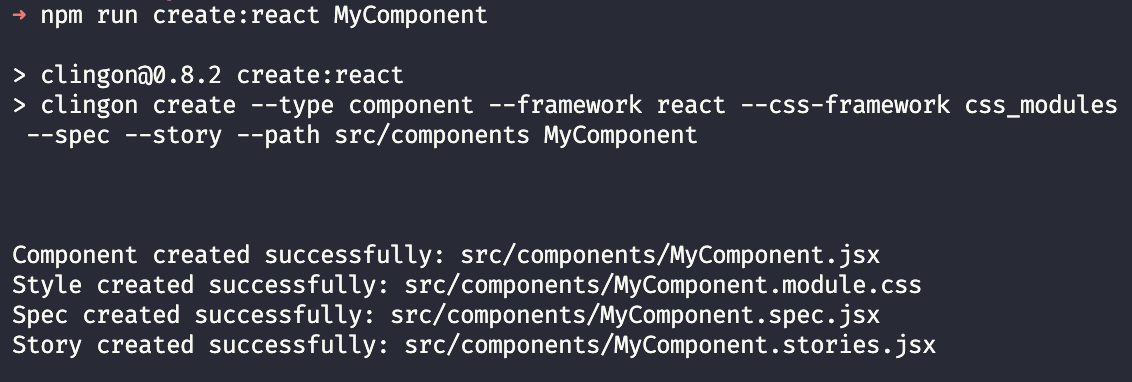 → npm run create:react MyComponent
> clingon@0.8.2 create:react
> clingon create --type component --framework react --css-framework css_modules
--spec --story --path src/components MyComponent
Component created successfully: src/components/MyComponent.jsx
Style created successfully: src/components/MyComponent.module.css
Spec created successfully: src/components/MyComponent.spec.jsx
Story created successfully: src/components/MyComponent.stories.jsx